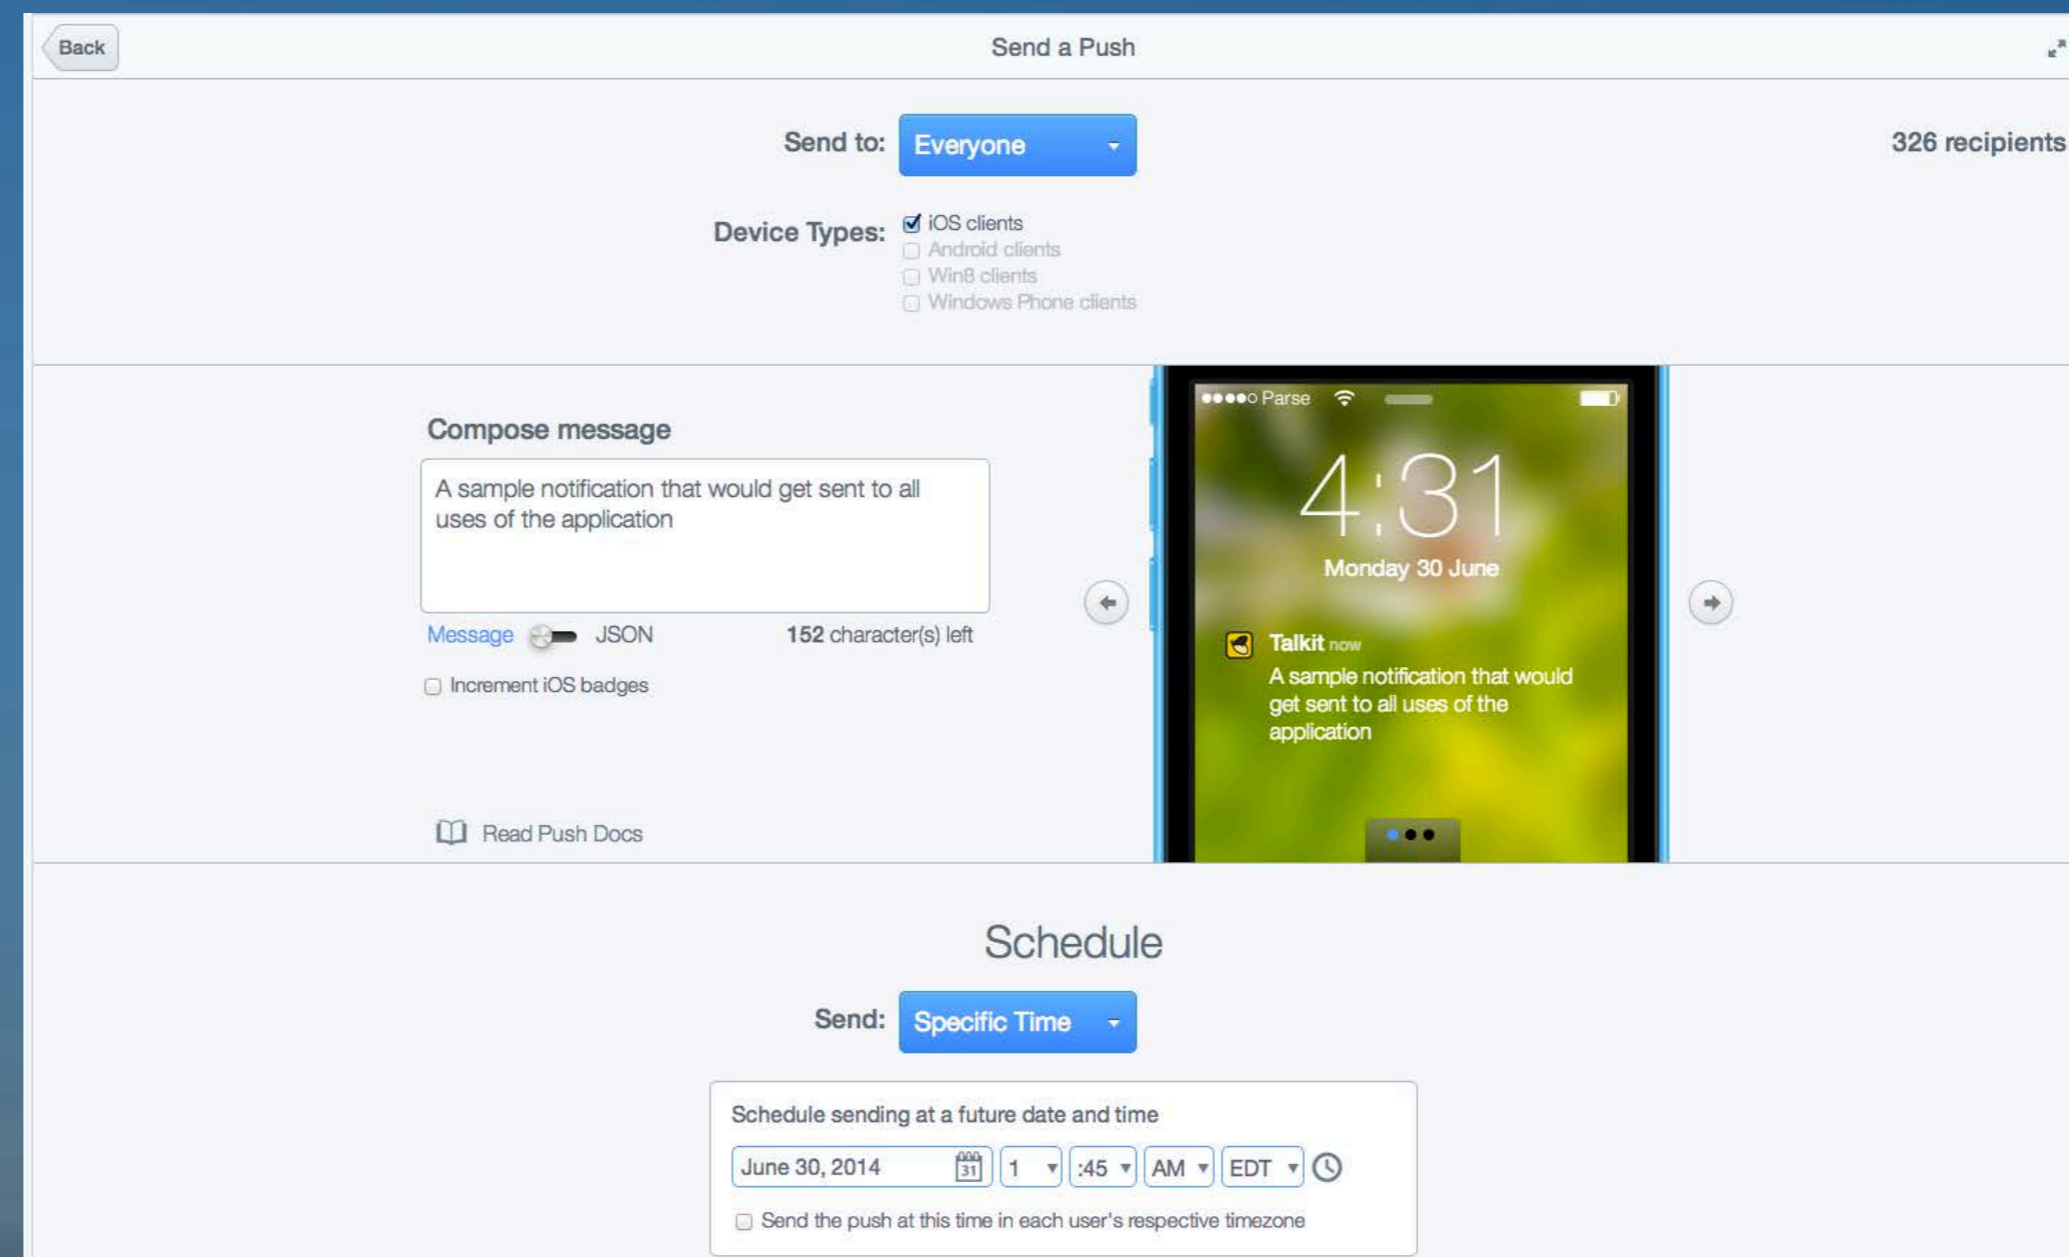 Back
Send a Push
Send to:
Everyone
326 recipients
Device Types:
iOS clients
Android clients
Win8 clients
Windows Phone clients
Compose message
A sample notification that would get sent to all
uses of the application
Message
JSON
152 character(s) left
Increment iOS badges
Read Push Docs
Parse
4:31
Monday 30 June
Talkit now
A sample notification that would
get sent to all uses of the
application
Schedule
Send:
Specific Time
Schedule sending at a future date and time
June 30, 2014
31
1
:45
AM
EDT
Send the push at this time in each user's respective timezone